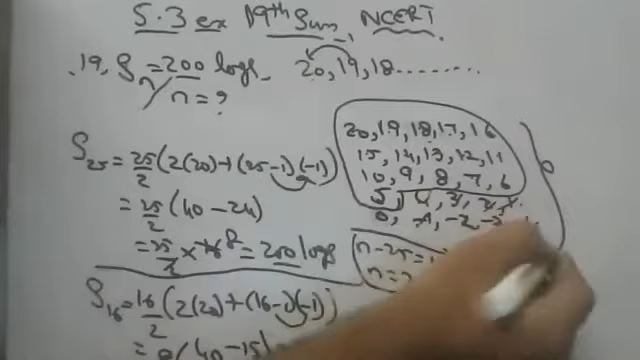 5.3 ex 19th Sum NCERT
19, Sn = 200 logs 20, 19, 18........
n = ?
20, 19, 18, 17, 16
15, 14, 13, 12, 11
10, 9, 8, 7, 6
5, 4, 3, 2, 1
0, -1, -2, -3
S25 = 25/2 (2(20) + (25-1)(-1))
= 25/2 (40 - 24)
= 25/2 × 16 8 = 200 logs
n - 25 =
n =
S16 = 16/2 (2(20) + (16-1)(-1))
= 8(40-15)